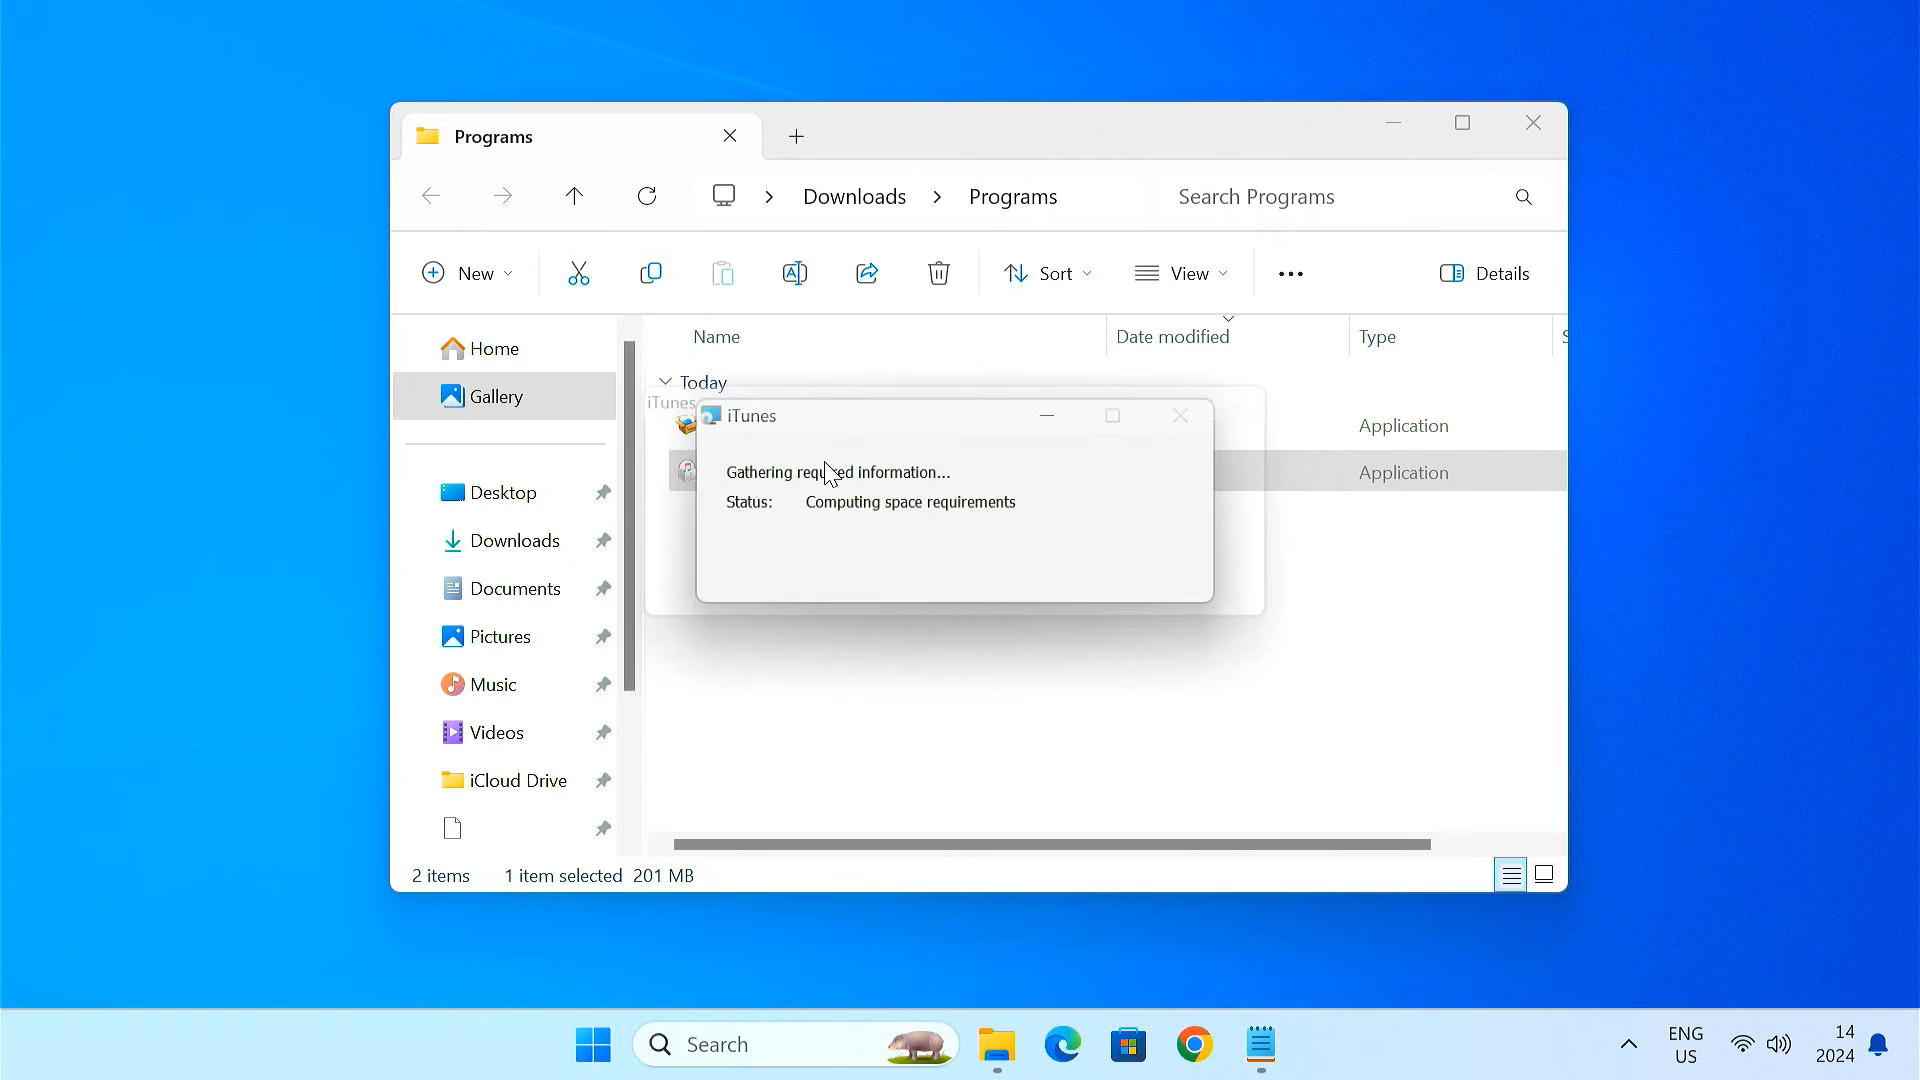 Programs
Downloads
Programs
Search Programs
New
Sort
View
Details
Name
Date modified
Type
Home
Gallery
Today
iTunes
iTunes
Application
Gathering required information...
Application
Status: Computing space requirements
Desktop
Downloads
Documents
Pictures
Music
Videos
iCloud Drive
2 items 1 item selected 201 MB
Search
ENG
US
14
2024